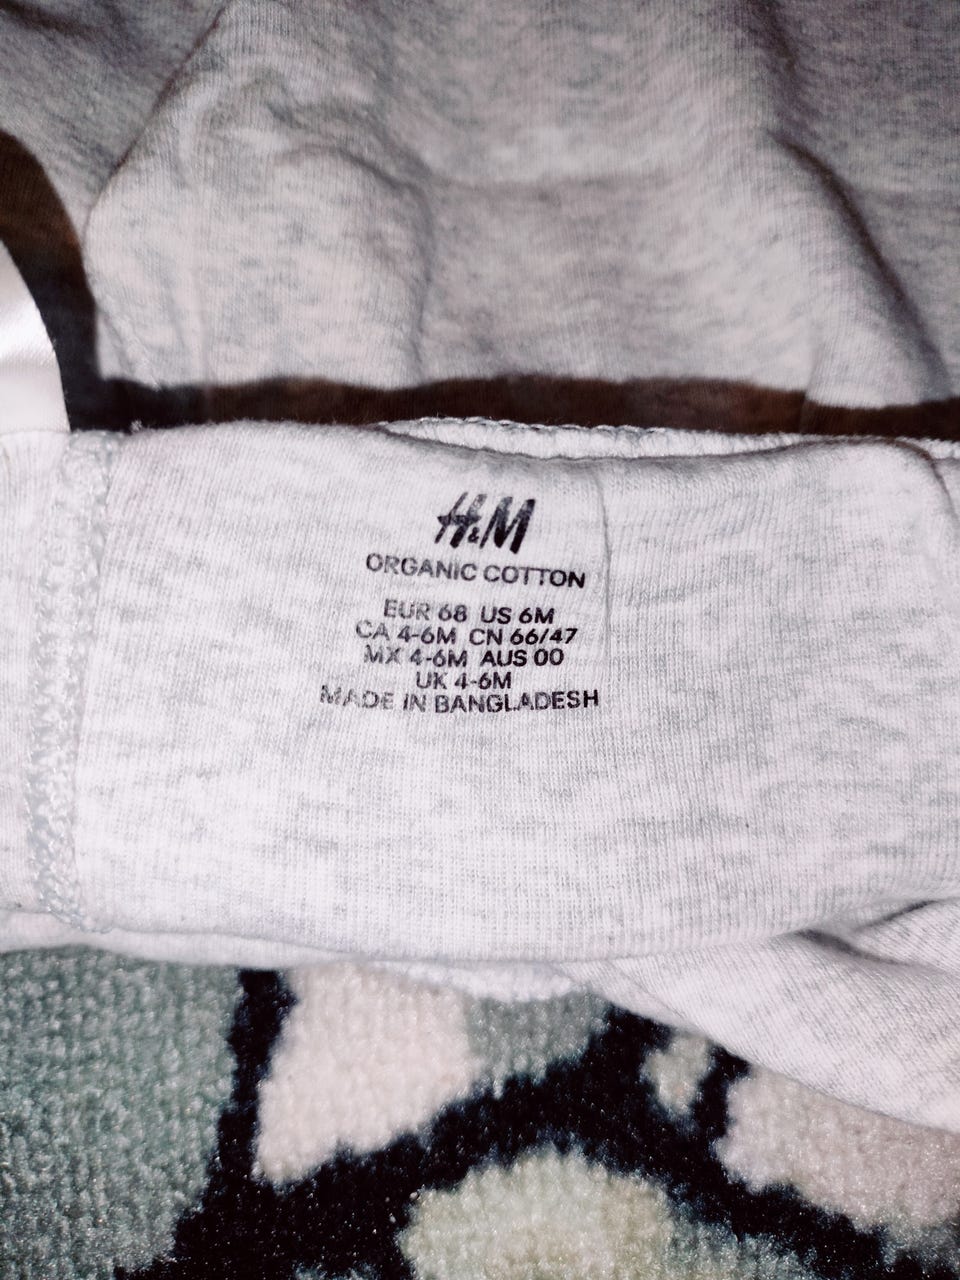 H&M
ORGANIC COTTON
EUR 68 US 6M
CA 4-6M CN 66/47
MX 4-6M AUS 00
UK 4-6M
MADE IN BANGLADESH